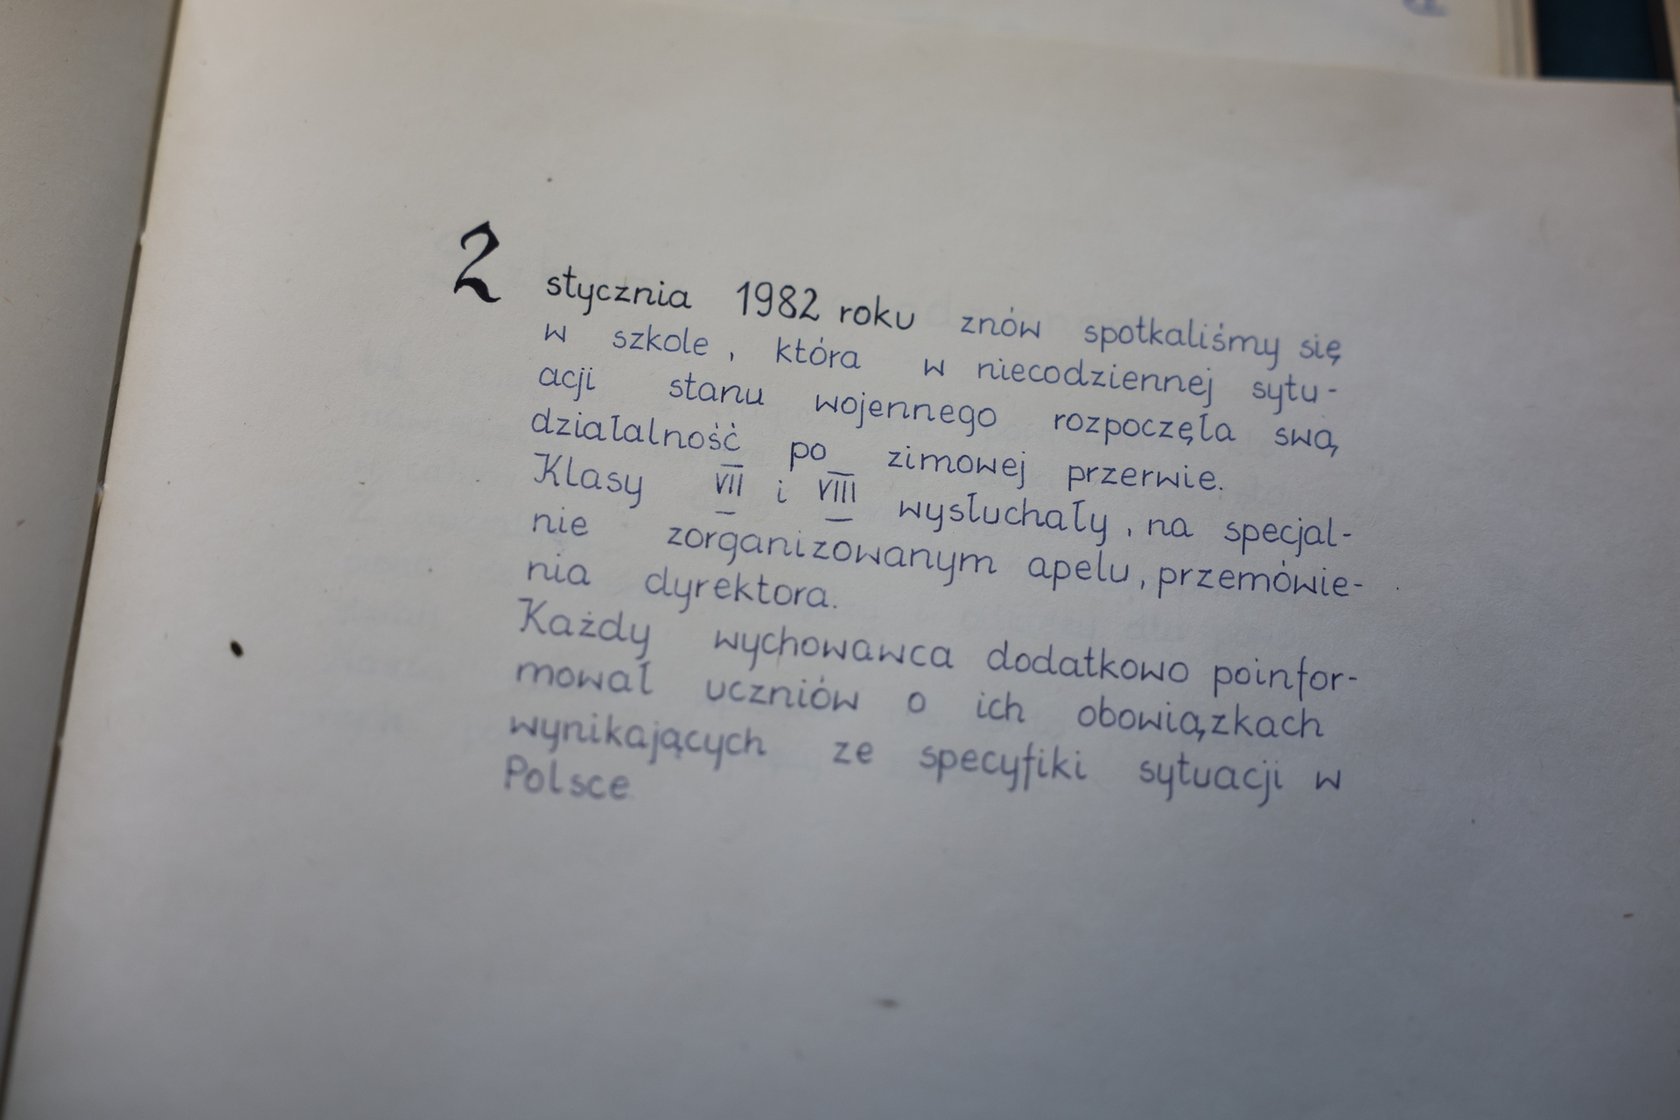 2 stycznia 1982 roku znów spotkaliśmy się
w szkole, która w niecodziennej sytu-
acji stanu wojennego rozpoczęła swą
działalność po zimowej przerwie.
Klasy VII i VIII wysłuchały, na specjal-
nie zorganizowanym apelu, przemówie-
nia dyrektora.
Każdy wychowawca dodatkowo poinfor-
mował uczniów o ich obowiązkach
wynikających ze specyfiki sytuacji w
Polsce